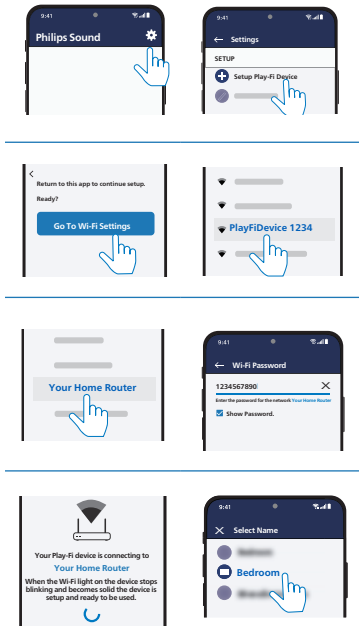 9:41
Philips Sound
9:41
← Settings
SETUP
Setup Play-Fi Device
Return to this app to continue setup.
Ready?
Go To Wi-Fi Settings
PlayFiDevice 1234
Your Home Router
9:41
← Wi-Fi Password
1234567890
Enter the password for the network Your Home Router
Show Password.
Your Play-Fi device is connecting to
Your Home Router
When the Wi-Fi light on the device stops
blinking and becomes solid the device is
setup and ready to be used.
9:41
Select Name
Bedroom